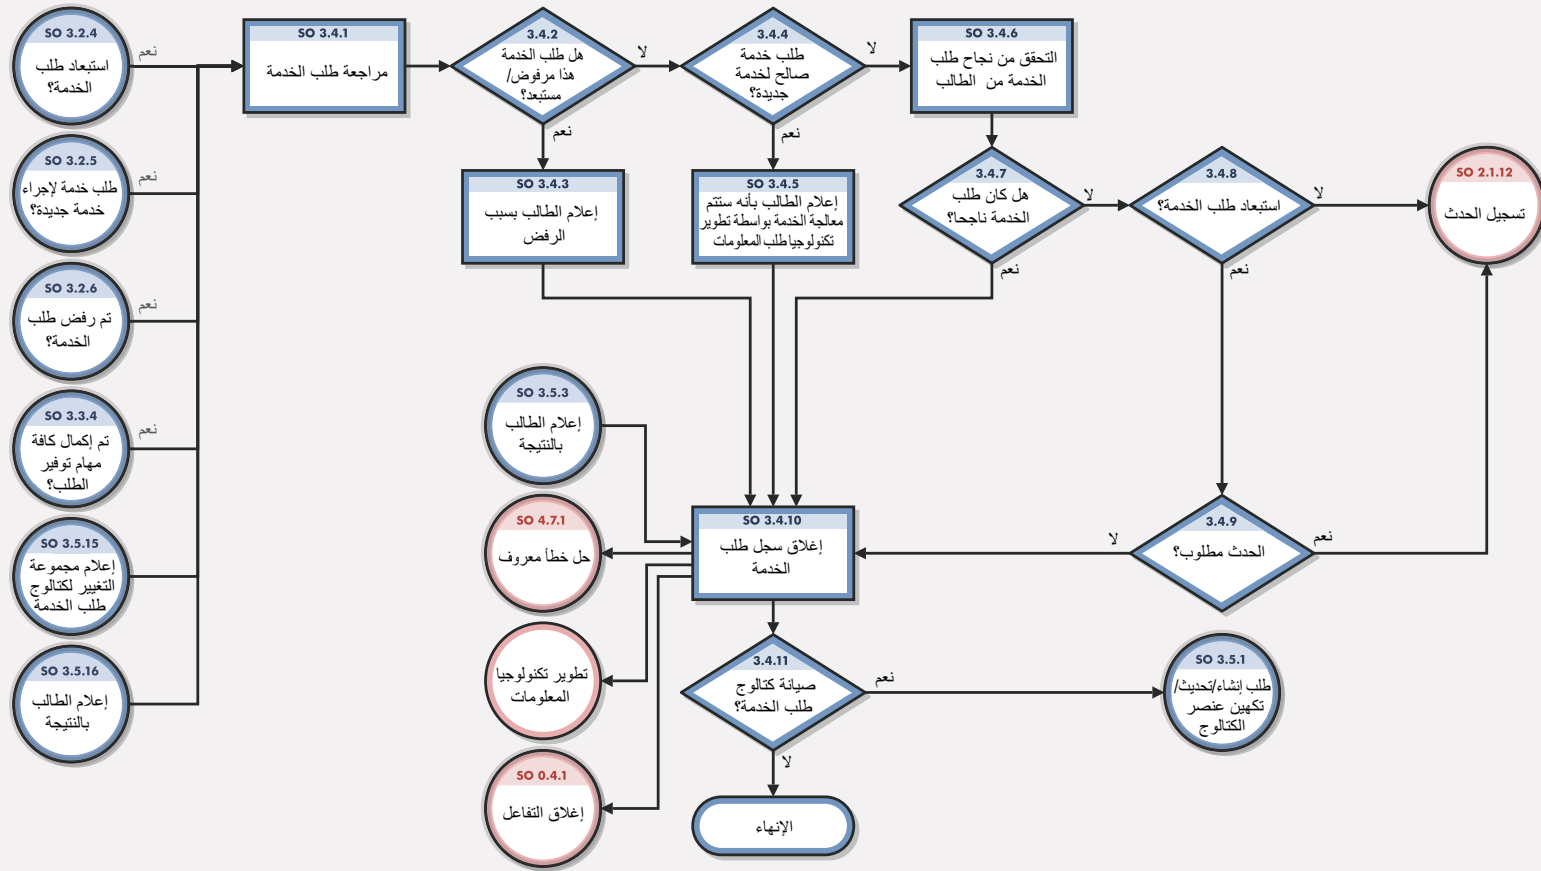 SO 3.2.4
استبعاد طلب
الخدمة؟
نعم
SO 3.2.5
طلب خدمة لإجراء
خدمة جديدة؟
نعم
SO 3.2.6
تم رفض طلب
الخدمة؟
نعم
SO 3.3.4
تم إكمال كافة
مهام توفير
الطلب؟
نعم
SO 3.5.15
إعلام مجموعة
التغيير لكتالوج
طلب الخدمة
SO 3.5.16
إعلام الطالب
بالنتيجة
SO 3.4.1
مراجعة طلب الخدمة
3.4.2
هل طلب الخدمة
هذا مرفوض/
مستبعد؟
لا
نعم
SO 3.4.3
إعلام الطالب بسبب
الرفض
3.4.4
طلب خدمة
صالح لخدمة
جديدة؟
لا
نعم
SO 3.4.5
إعلام الطالب بأنه ستتم
معالجة الخدمة بواسطة تطوير
تكنولوجيا طلب المعلومات
SO 3.4.6
التحقق من نجاح طلب
الخدمة من الطالب
3.4.7
هل كان طلب
الخدمة ناجحا؟
لا
نعم
3.4.8
استبعاد طلب الخدمة؟
لا
نعم
SO 2.1.12
تسجيل الحدث
3.4.9
الحدث مطلوب؟
نعم
لا
SO 3.5.3
إعلام الطالب
بالنتيجة
SO 4.7.1
حل خطأ معروف
تطوير تكنولوجيا
المعلومات
SO 0.4.1
إغلاق التفاعل
SO 3.4.10
إغلاق سجل طلب
الخدمة
3.4.11
صيانة كتالوج
طلب الخدمة؟
نعم
لا
SO 3.5.1
طلب إنشاء/تحديث/
تكهين عنصر
الكتالوج
الإنهاء